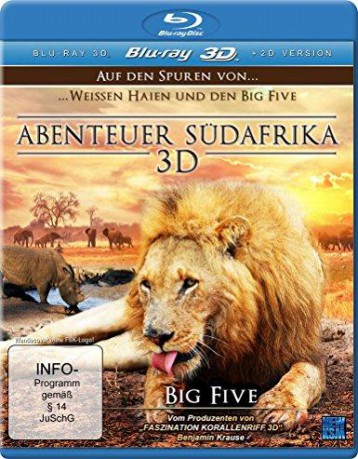 Blu-ray Disc
BLU-RAY 3D
Blu-ray 3D
+ 2D VERSION
AUF DEN SPUREN VON...
...WEISSEN HAIEN UND DEN BIG FIVE
ABENTEUER SÜDAFRIKA
3D
INFO-
Programm
gemäß
§ 14
JuSchG
BIG FIVE
Vom Produzenten von
"FASZINATION KORALLENRIFF 3D"
Benjamin Krause
KSM